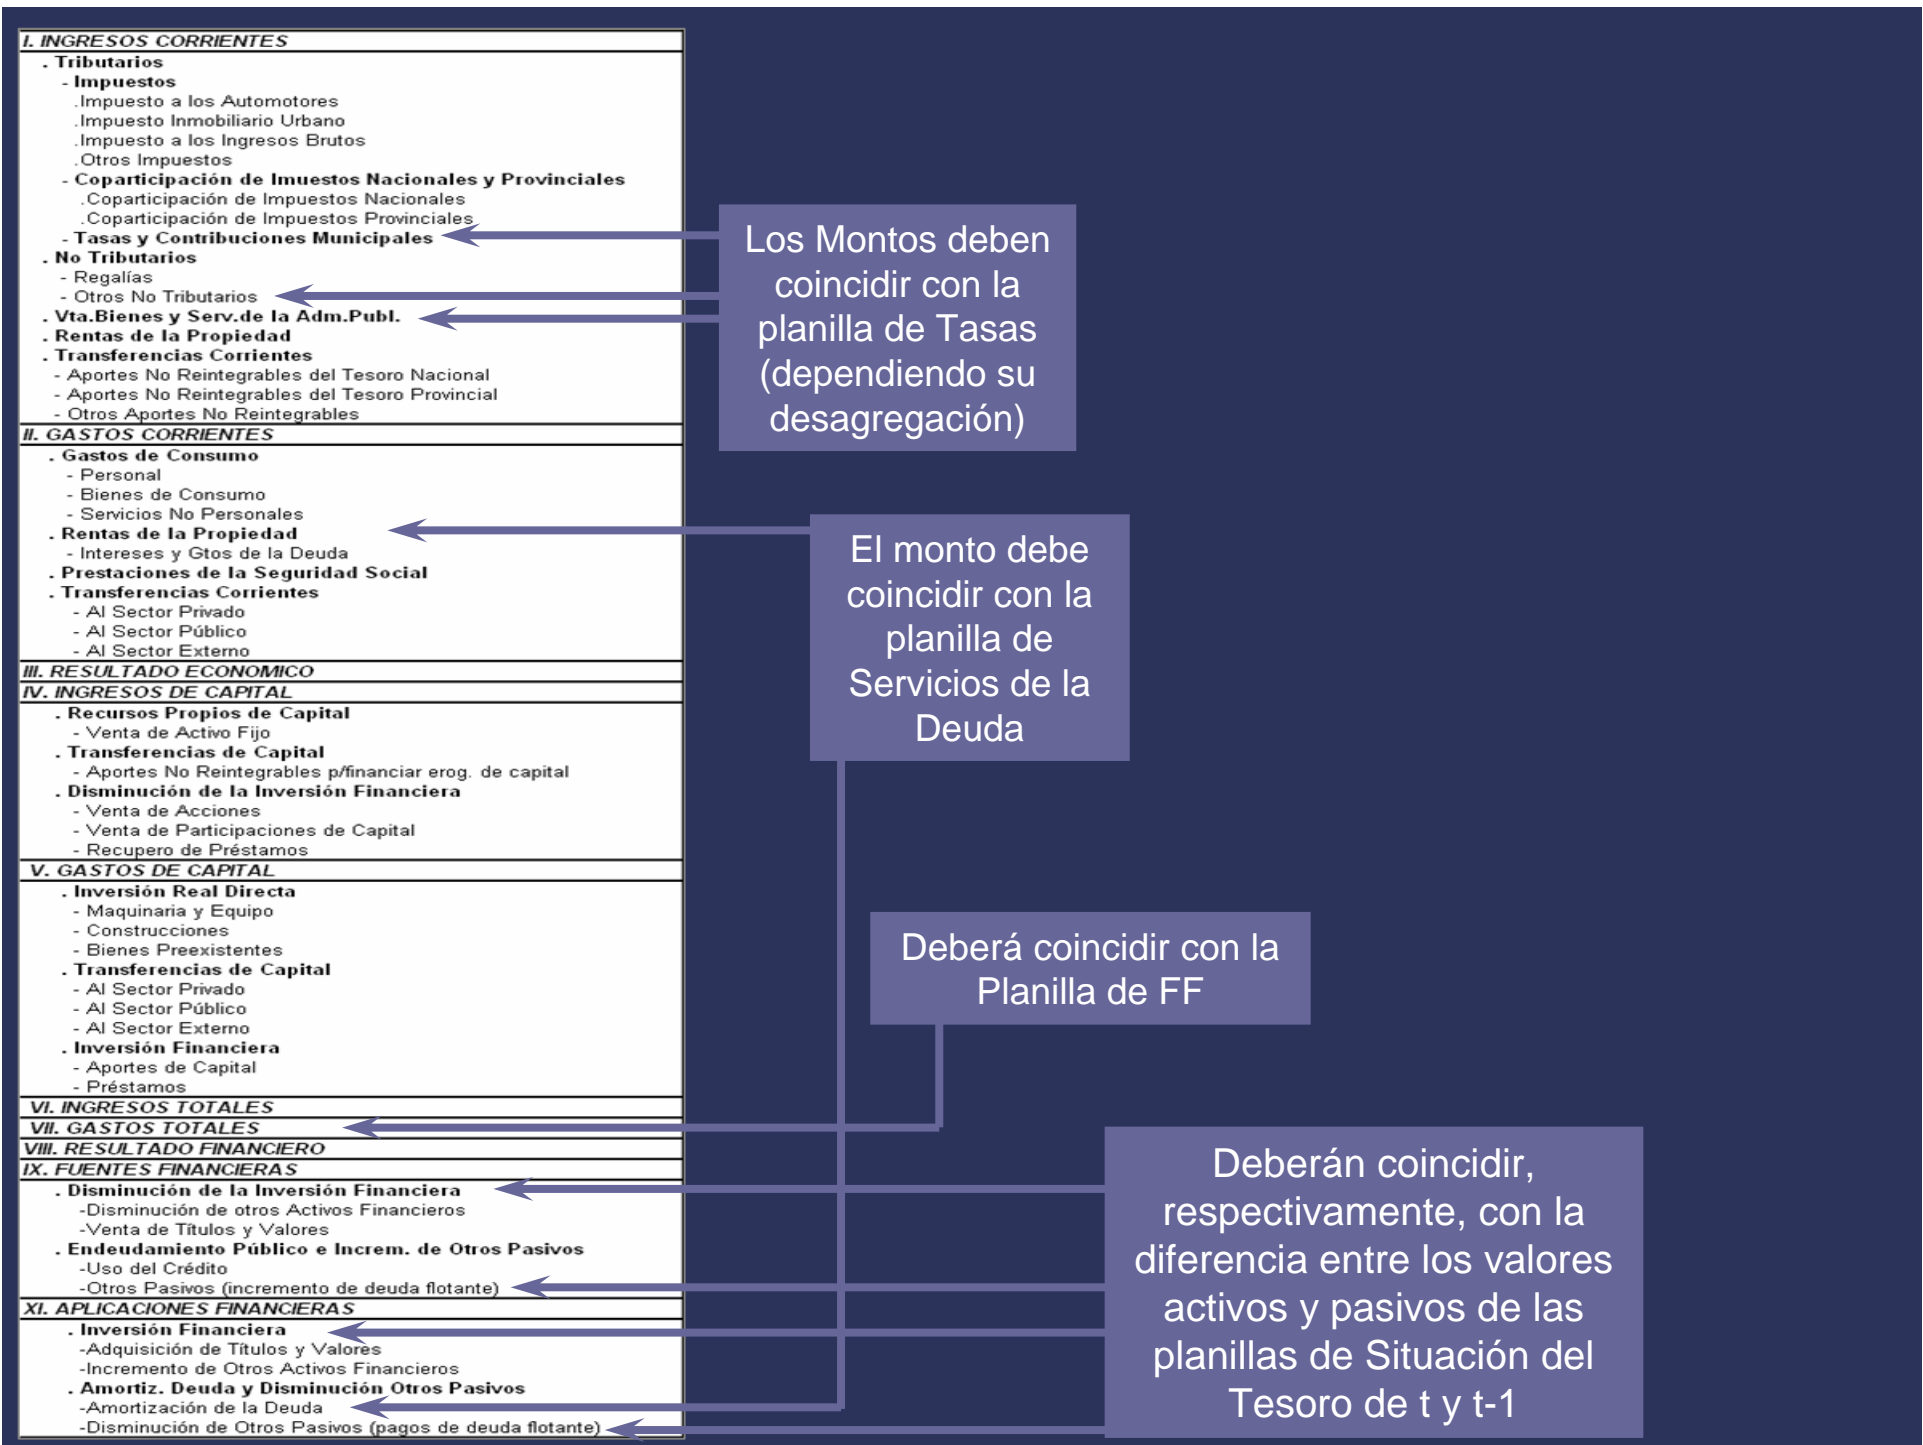 I. INGRESOS CORRIENTES
. Tributarios
- Impuestos
.Impuesto a los Automotores
.Impuesto Inmobiliario Urbano
.Impuesto a los Ingresos Brutos
.Otros Impuestos
- Coparticipación de Imuestos Nacionales y Provinciales
.Coparticipación de Impuestos Nacionales
.Coparticipación de Impuestos Provinciales
- Tasas y Contribuciones Municipales
. No Tributarios
- Regalías
- Otros No Tributarios
. Vta.Bienes y Serv.de la Adm.Publ.
. Rentas de la Propiedad
. Transferencias Corrientes
- Aportes No Reintegrables del Tesoro Nacional
- Aportes No Reintegrables del Tesoro Provincial
- Otros Aportes No Reintegrables
II. GASTOS CORRIENTES
. Gastos de Consumo
- Personal
- Bienes de Consumo
- Servicios No Personales
. Rentas de la Propiedad
- Intereses y Gtos de la Deuda
. Prestaciones de la Seguridad Social
. Transferencias Corrientes
- Al Sector Privado
- Al Sector Público
- Al Sector Externo
III. RESULTADO ECONOMICO
IV. INGRESOS DE CAPITAL
. Recursos Propios de Capital
- Venta de Activo Fijo
. Transferencias de Capital
- Aportes No Reintegrables p/financiar erog. de capital
. Disminución de la Inversión Financiera
- Venta de Acciones
- Venta de Participaciones de Capital
- Recupero de Préstamos
V. GASTOS DE CAPITAL
. Inversión Real Directa
- Maquinaria y Equipo
- Construcciones
- Bienes Preexistentes
. Transferencias de Capital
- Al Sector Privado
- Al Sector Público
- Al Sector Externo
. Inversión Financiera
- Aportes de Capital
- Préstamos
VI. INGRESOS TOTALES
VII. GASTOS TOTALES
VIII. RESULTADO FINANCIERO
IX. FUENTES FINANCIERAS
. Disminución de la Inversión Financiera
-Disminución de otros Activos Financieros
-Venta de Títulos y Valores
. Endeudamiento Público e Increm. de Otros Pasivos
-Uso del Crédito
-Otros Pasivos (incremento de deuda flotante)
XI. APLICACIONES FINANCIERAS
. Inversión Financiera
-Adquisición de Títulos y Valores
-Incremento de Otros Activos Financieros
. Amortiz. Deuda y Disminución Otros Pasivos
-Amortización de la Deuda
-Disminución de Otros Pasivos (pagos de deuda flotante)
Los Montos deben
coincidir con la
planilla de Tasas
(dependiendo su
desagregación)
El monto debe
coincidir con la
planilla de
Servicios de la
Deuda
Deberá coincidir con la
Planilla de FF
Deberán coincidir,
respectivamente, con la
diferencia entre los valores
activos y pasivos de las
planillas de Situación del
Tesoro de t y t-1